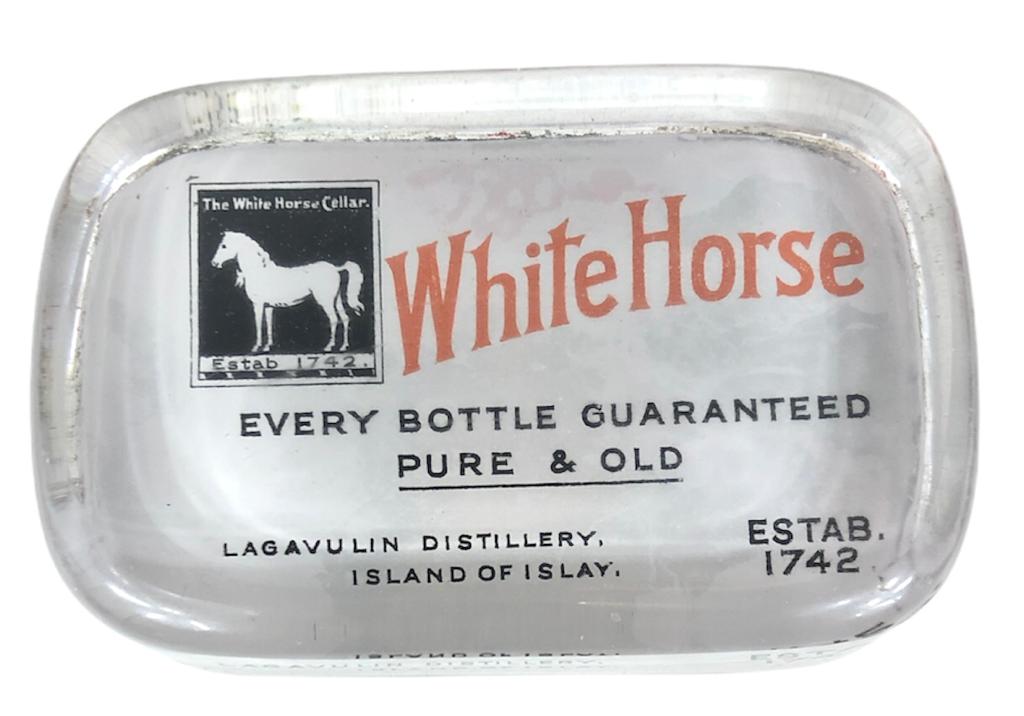 The White Horse Cellar.
Estab 1742.
White Horse
EVERY BOTTLE GUARANTEED
PURE & OLD
LAGAVULIN DISTILLERY,
ISLAND OF ISLAY.
ESTAB.
1742.